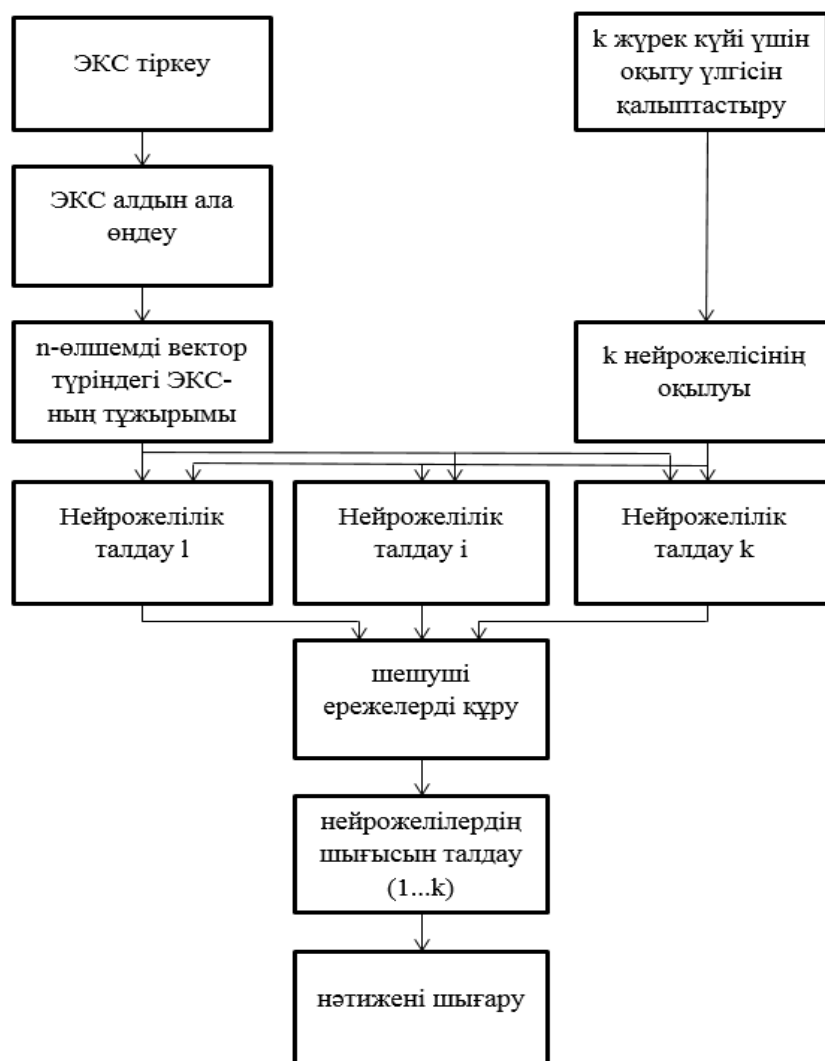 ЭКС тіркеу
k жүрек күйі үшін
оқыту үлгісін
қалыптастыру
ЭКС алдын ала
өңдеу
n-өлшемді вектор
түріндегі ЭКС-
ның тұжырымы
k нейрожелісінің
оқылуы
Нейрожелілік
талдау l
Нейрожелілік
талдау i
Нейрожелілік
талдау k
шешуші
ережелерді құру
нейрожелілердің
шығысын талдау
(1...k)
нәтижені шығару